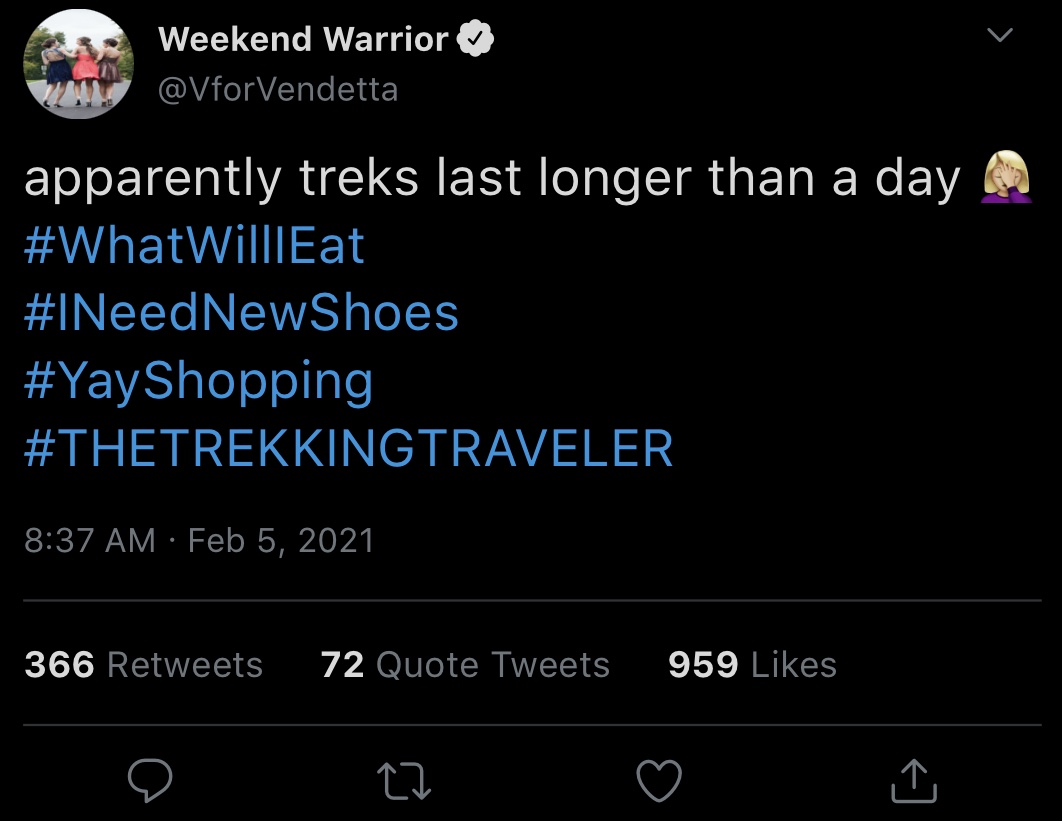 Weekend Warrior
@VforVendetta
apparently treks last longer than a day 🤦🏼‍♀️
#WhatWillIEat
#INeedNewShoes
#YayShopping
#THETREKKINGTRAVELER
8:37 AM · Feb 5, 2021
366 Retweets 72 Quote Tweets 959 Likes